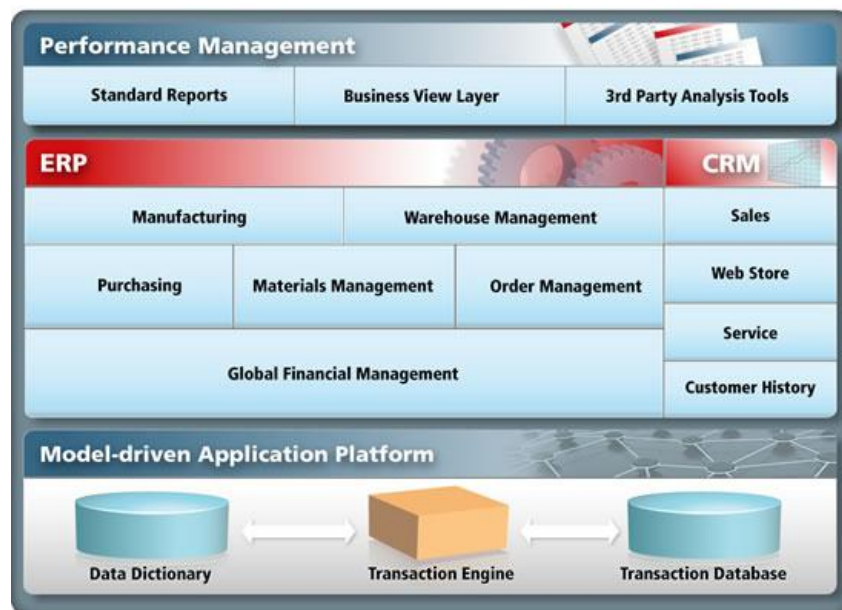 Performance Management
Standard Reports
Business View Layer
3rd Party Analysis Tools
ERP
CRM
Manufacturing
Warehouse Management
Sales
Purchasing
Materials Management
Order Management
Web Store
Service
Global Financial Management
Customer History
Model-driven Application Platform
Data Dictionary
Transaction Engine
Transaction Database